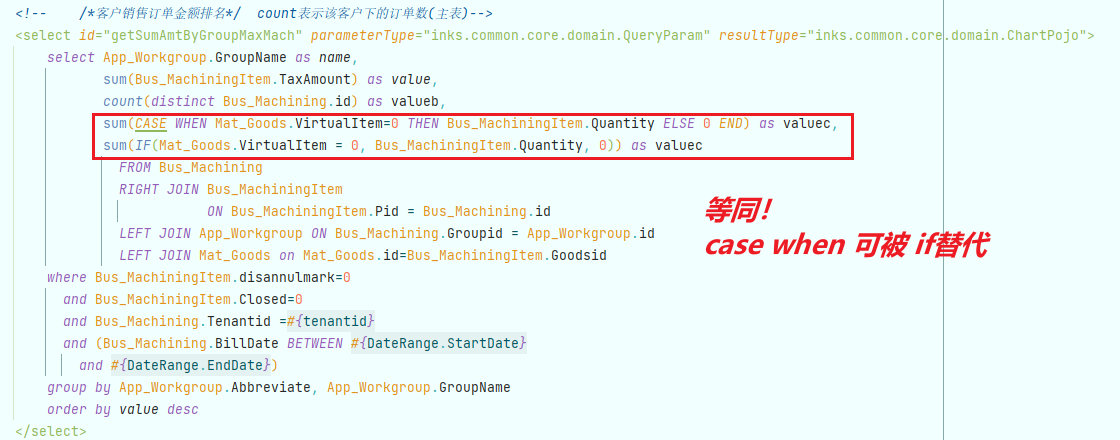 <!--    /*客户销售订单金额排名*/  count表示该客户下的订单数(主表)-->
<select id="getSumAmtByGroupMaxMach" parameterType="inks.common.core.domain.QueryParam" resultType="inks.common.core.domain.ChartPojo">
select App_Workgroup.GroupName as name,
sum(Bus_MachiningItem.TaxAmount) as value,
count(distinct Bus_Machining.id) as valueb,
sum(CASE WHEN Mat_Goods.VirtualItem=0 THEN Bus_MachiningItem.Quantity ELSE 0 END) as valuec,
sum(IF(Mat_Goods.VirtualItem = 0, Bus_MachiningItem.Quantity, 0)) as valuec
FROM Bus_Machining
RIGHT JOIN Bus_MachiningItem
ON Bus_MachiningItem.Pid = Bus_Machining.id
LEFT JOIN App_Workgroup ON Bus_Machining.Groupid = App_Workgroup.id
LEFT JOIN Mat_Goods on Mat_Goods.id=Bus_MachiningItem.Goodsid
where Bus_MachiningItem.disannulmark=0
and Bus_MachiningItem.Closed=0
and Bus_Machining.Tenantid =#{tenantid}
and (Bus_Machining.BillDate BETWEEN #{DateRange.StartDate}
and #{DateRange.EndDate})
group by App_Workgroup.Abbreviate, App_Workgroup.GroupName
order by value desc
</select>
等同！
case when 可被 if替代